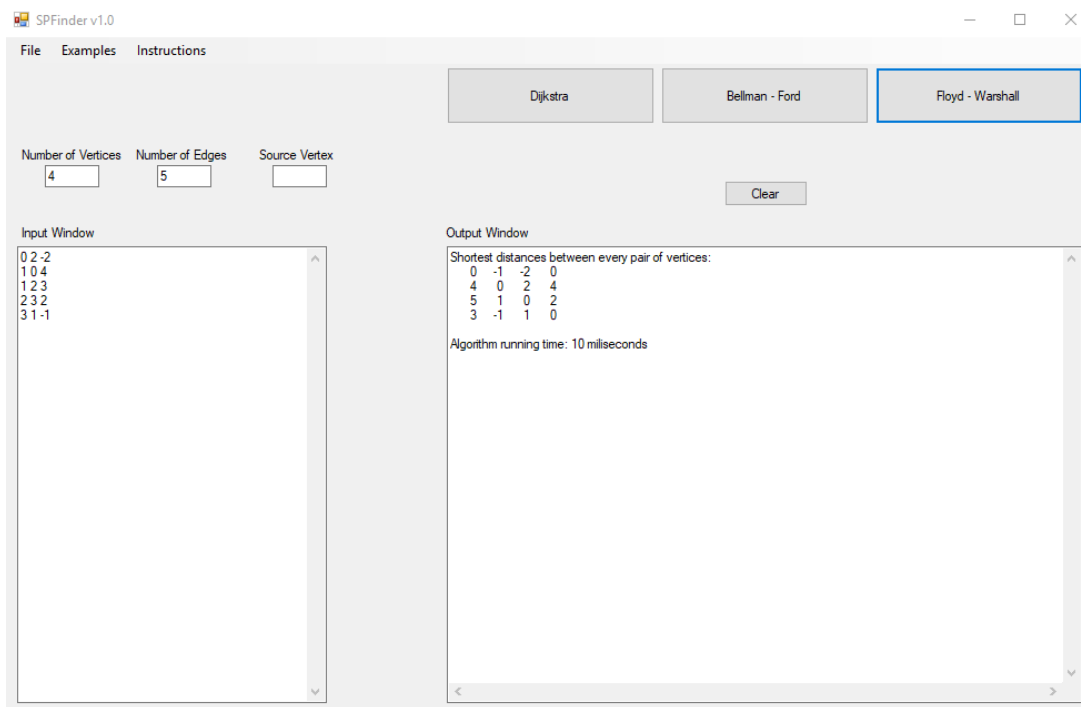 SPFinder v1.0
File Examples Instructions
Dijkstra Bellman - Ford Floyd - Warshall
Number of Vertices Number of Edges Source Vertex
4 5
Clear
Input Window
0 2 -2
1 0 4
1 2 3
2 3 2
3 1 -1
Output Window
Shortest distances between every pair of vertices:
0 -1 -2 0
4 0 2 4
5 1 0 2
3 -1 1 0
Algorithm running time: 10 miliseconds